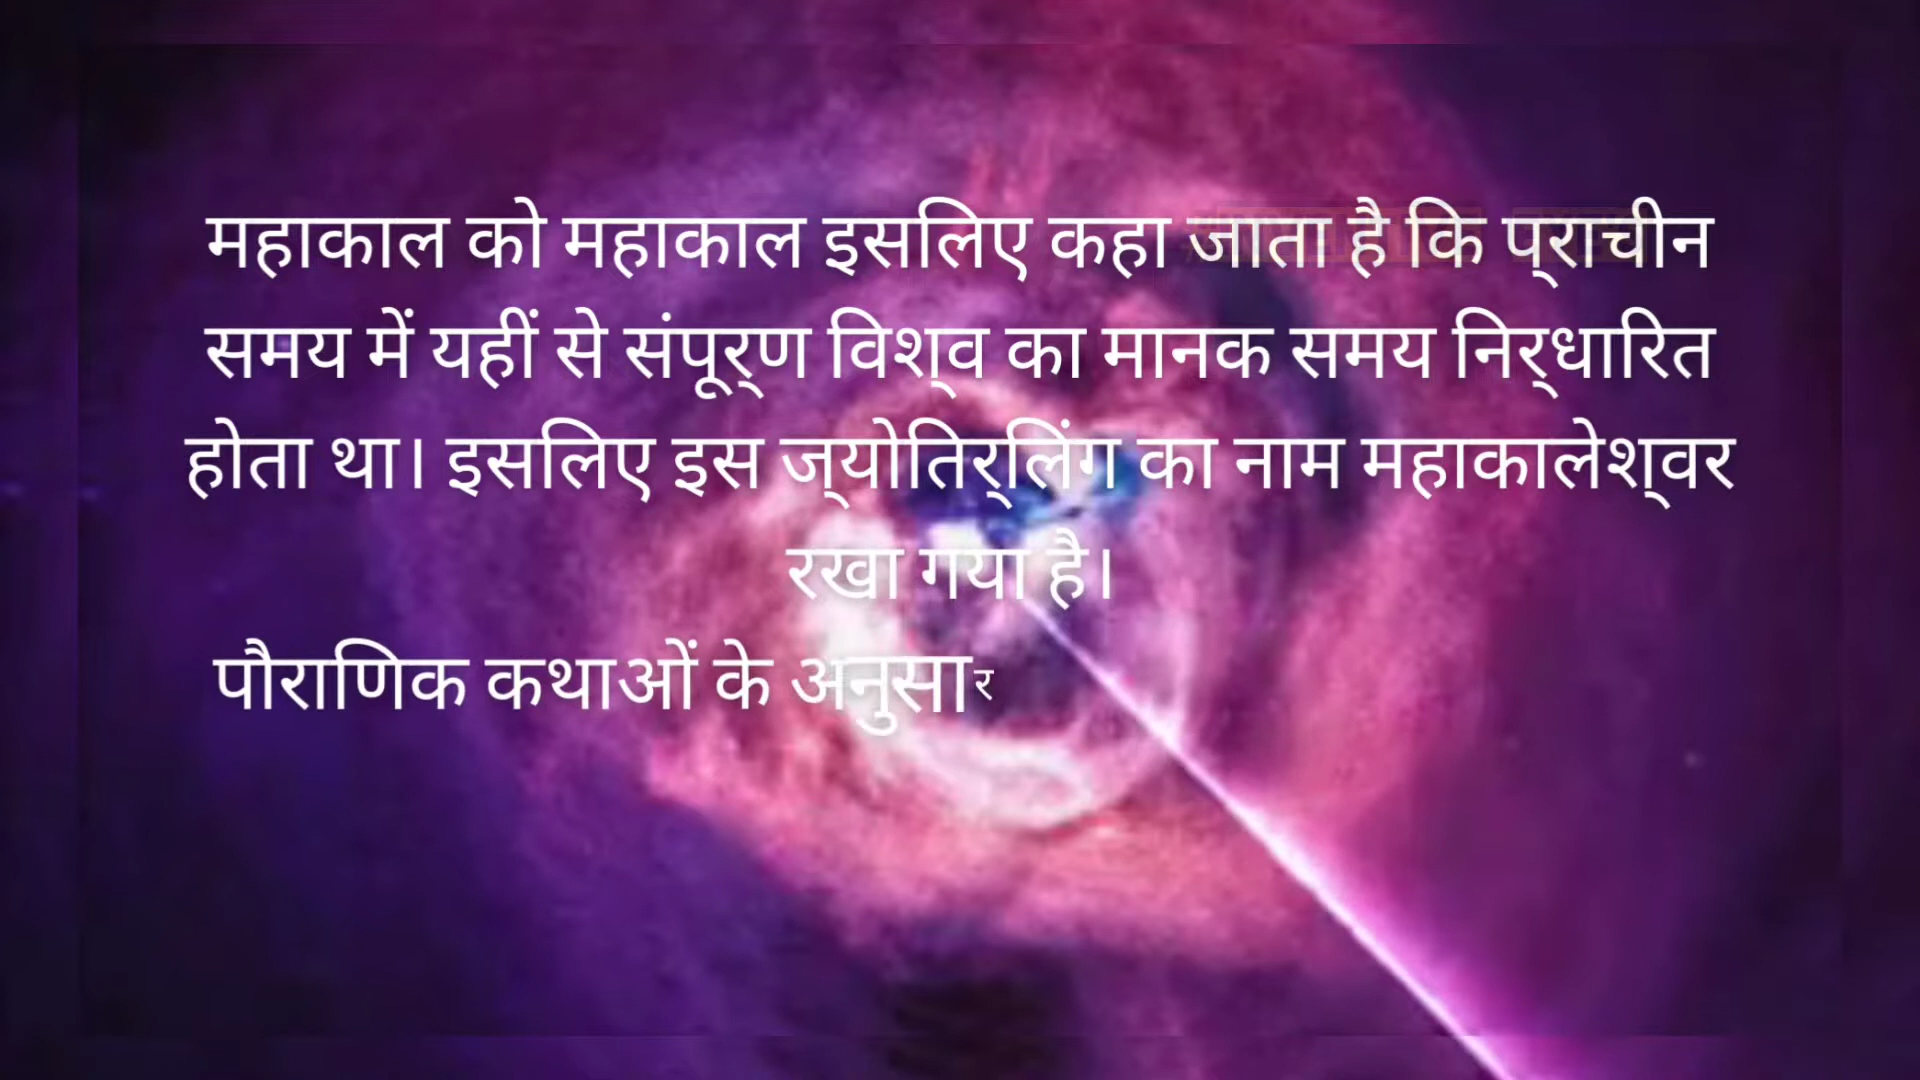 महाकाल को महाकाल इसलिए कहा जाता है कि प्राचीन
समय में यहीं से संपूर्ण विश्व का मानक समय निर्धारित
होता था। इसलिए इस ज्योतिर्लिंग का नाम महाकालेश्वर
रखा गया है।
पौराणिक कथाओं के अनुसार